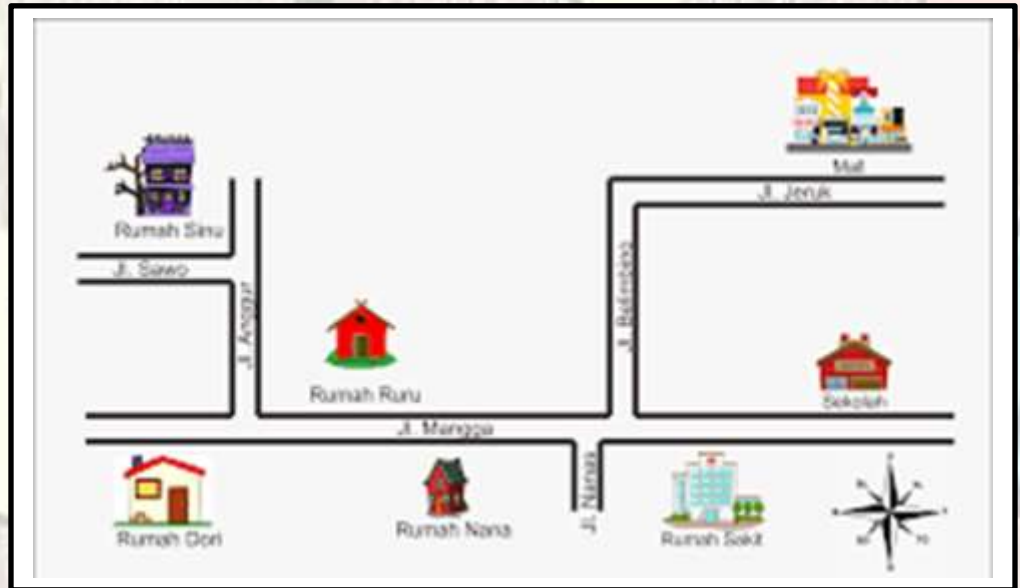 Mall
Jl. Jeruk
Rumah Sinu
Jl. Sawo
Jl. Anggur
Jl. Belimbing
Rumah Ruru
Sekolah
Jl. Mangga
Jl. Nanas
Rumah Dori
Rumah Nana
Rumah Sakit